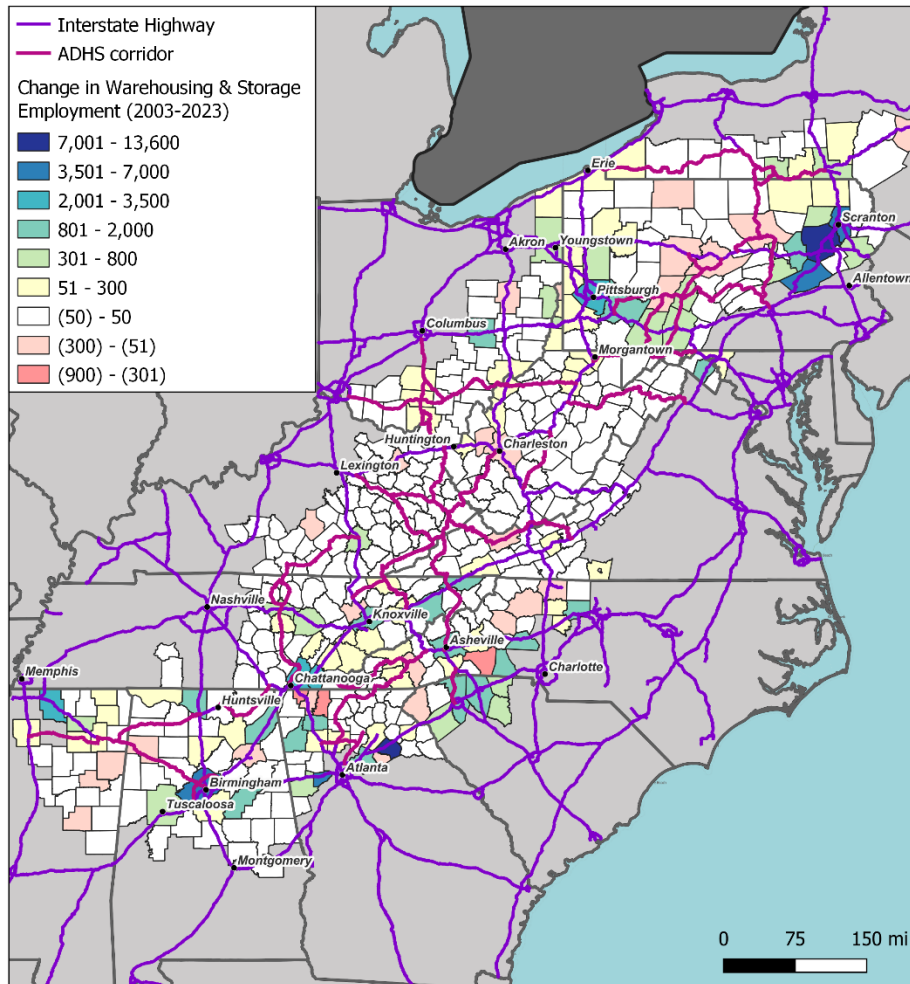 Interstate Highway
ADHS corridor
Change in Warehousing & Storage
Employment (2003-2023)
7,001 - 13,600
3,501 - 7,000
2,001 - 3,500
801 - 2,000
301 - 800
51 - 300
(50) - 50
(300) - (51)
(900) - (301)
Erie
Scranton
Akron
Youngstown
Allentown
Pittsburgh
Columbus
Morgantown
Huntington
Charleston
Lexington
Nashville
Knoxville
Asheville
Memphis
Charlotte
Chattanooga
Huntsville
Atlanta
Birmingham
Tuscaloosa
Montgomery
0 75 150 mi